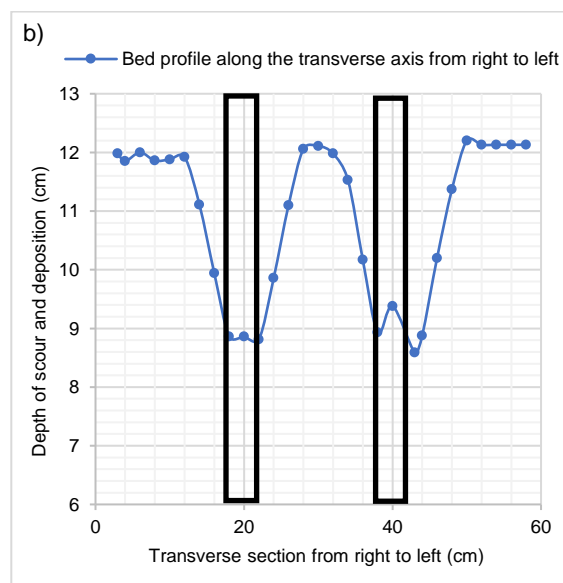 b)
Bed profile along the transverse axis from right to left
13
12
11
10
9
8
7
6
0 20 40 60
Depth of scour and deposition (cm)
Transverse section from right to left (cm)